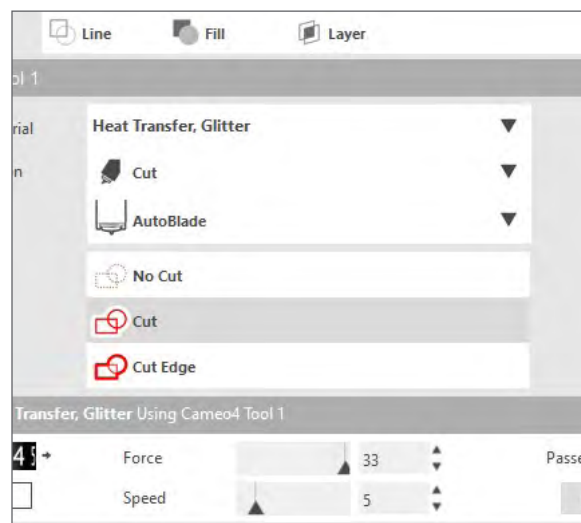 Line Fill Layer
ol 1
rial Heat Transfer, Glitter
n Cut
AutoBlade
No Cut
Cut
Cut Edge
Transfer, Glitter Using Cameo4 Tool 1
4 Force 33 Passe
Speed 5